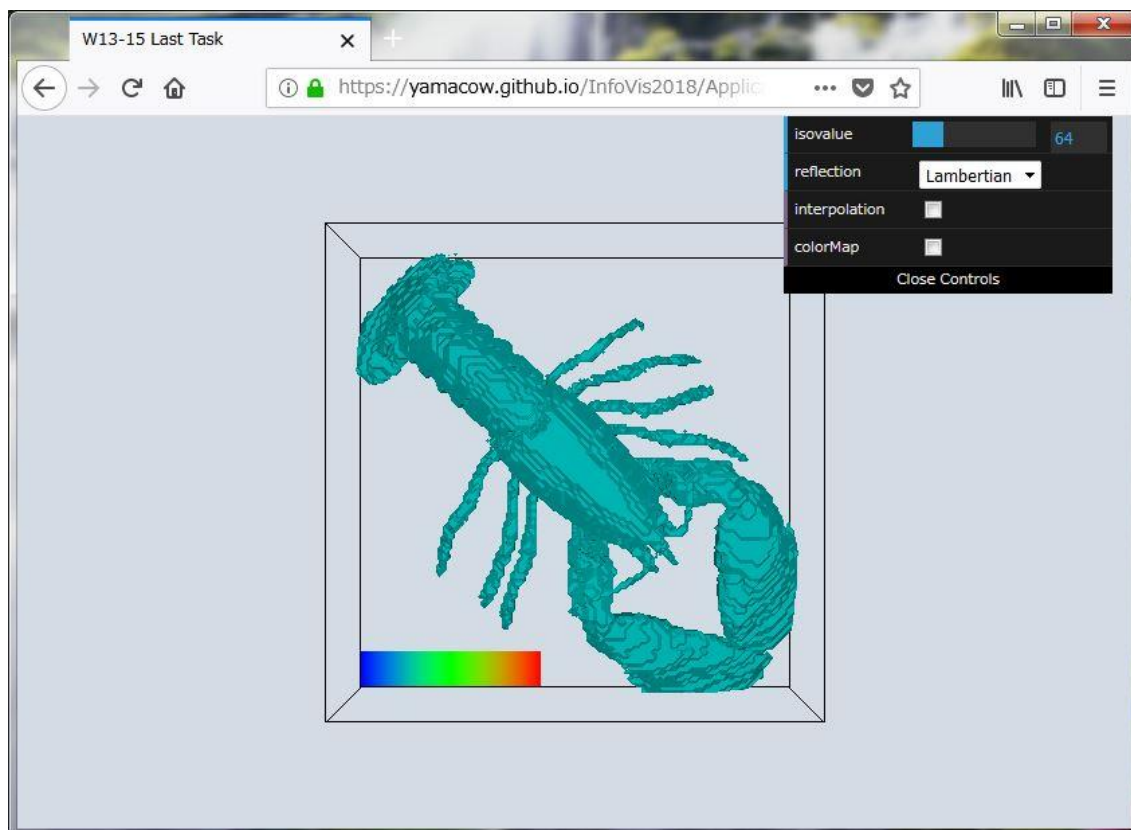 W13-15 Last Task
https://yamacow.github.io/InfoVis2018/Applic
isovalue 64
reflection Lambertian
interpolation
colorMap
Close Controls